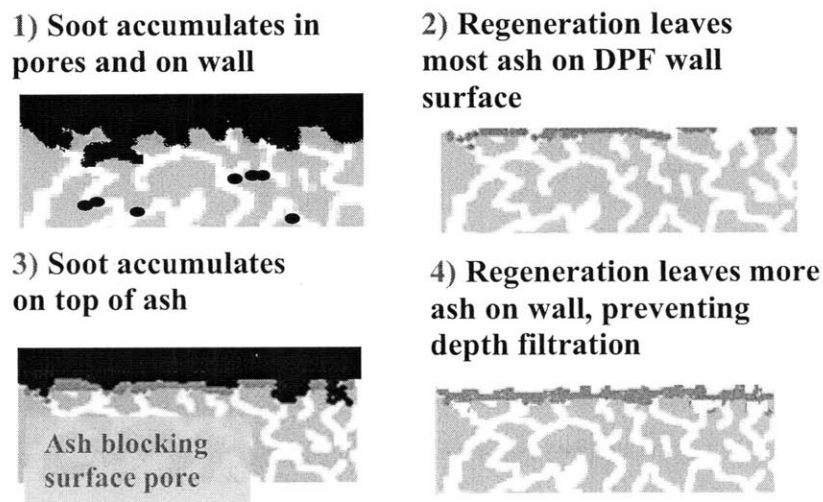 1) Soot accumulates in
pores and on wall
2) Regeneration leaves
most ash on DPF wall
surface
3) Soot accumulates
on top of ash
Ash blocking
surface pore
4) Regeneration leaves more
ash on wall, preventing
depth filtration